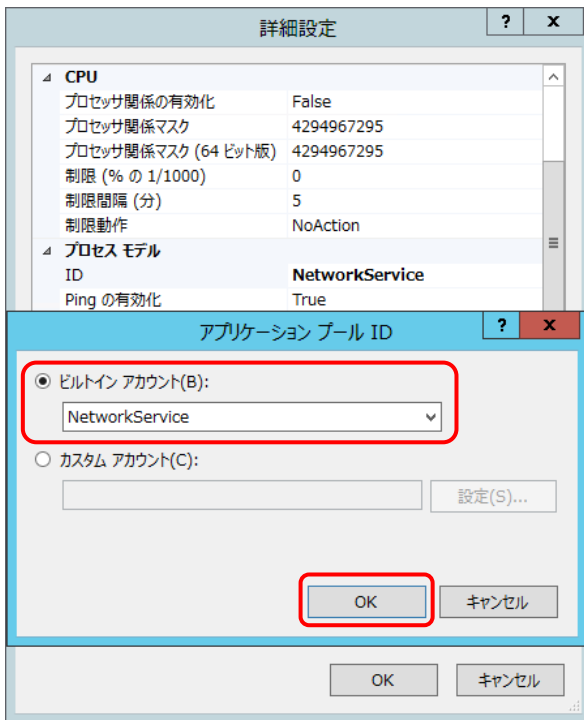 詳細設定
? x
CPU
プロセッサ関係の有効化 False
プロセッサ関係マスク 4294967295
プロセッサ関係マスク (64 ビット版) 4294967295
制限 (% の 1/1000) 0
制限間隔 (分) 5
制限動作 NoAction
プロセス モデル
ID NetworkService
Ping の有効化 True
アプリケーション プール ID
? x
ビルトイン アカウント(B):
NetworkService
カスタム アカウント(C):
設定(S)...
OK キャンセル
OK キャンセル